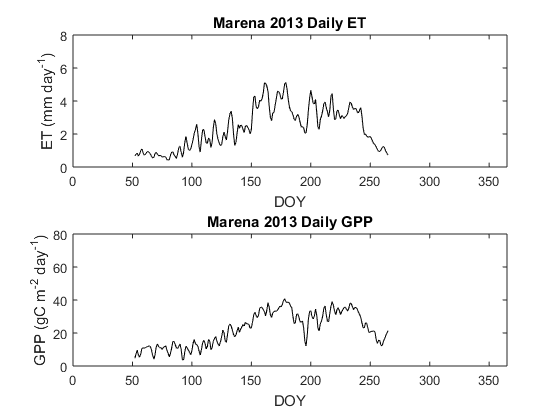 Marena 2013 Daily ET
8
6
4
2
0
ET (mm day-1)
0 50 100 150 200 250 300 350
DOY
Marena 2013 Daily GPP
80
60
40
20
0
GPP (gC m-2 day-1)
0 50 100 150 200 250 300 350
DOY